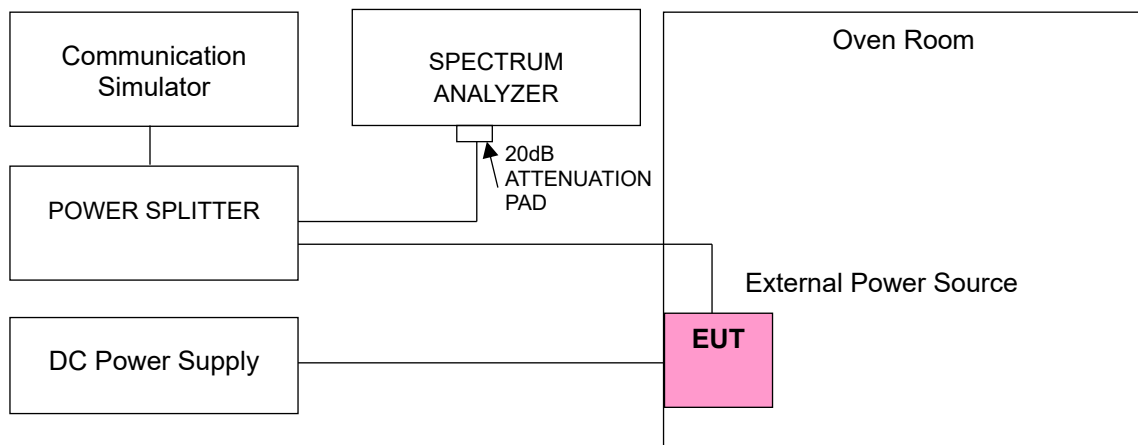 Communication
Simulator
SPECTRUM
ANALYZER
Oven Room
20dB
ATTENUATION
PAD
POWER SPLITTER
External Power Source
EUT
DC Power Supply